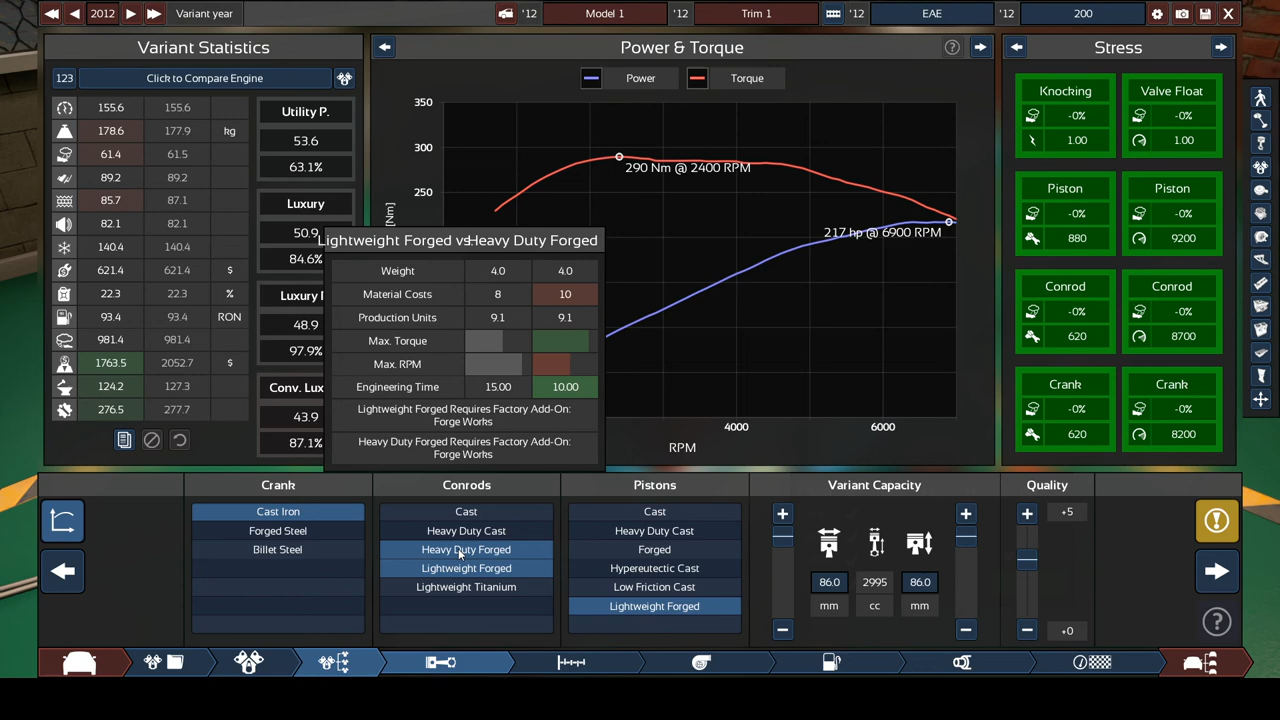 2012 Variant year '12 Model 1 '12 Trim 1 '12 EAE '12 200
Variant Statistics
123 Click to Compare Engine
155.6 155.6
178.6 177.9 kg
61.4 61.5
89.2 89.2
85.7 87.1
82.1 82.1
140.4 140.4
621.4 621.4 $
22.3 22.3 %
93.4 93.4 RON
981.4 981.4
1763.5 2052.7 $
124.2 127.3
276.5 277.7
Utility P.
53.6
63.1%
Luxury
50.9
84.6%
Luxury
48.9
97.9%
Conv. Lux
43.9
87.1%
Power & Torque
?
Power Torque
350
300
250
[Nm]
290 Nm @ 2400 RPM
217 hp @ 6900 RPM
4000 6000
RPM
Lightweight Forged vs Heavy Duty Forged
Weight 4.0 4.0
Material Costs 8 10
Production Units 9.1 9.1
Max. Torque
Max. RPM
Engineering Time 15.00 10.00
Lightweight Forged Requires Factory Add-On:
Forge Works
Heavy Duty Forged Requires Factory Add-On:
Forge Works
Stress
Knocking
-0%
1.00
Valve Float
-0%
1.00
Piston
-0%
880
Piston
-0%
9200
Conrod
-0%
620
Conrod
-0%
8700
Crank
-0%
620
Crank
-0%
8200
Crank
Cast Iron
Forged Steel
Billet Steel
Conrods
Cast
Heavy Duty Cast
Heavy Duty Forged
Lightweight Forged
Lightweight Titanium
Pistons
Cast
Heavy Duty Cast
Forged
Hypereutectic Cast
Low Friction Cast
Lightweight Forged
Variant Capacity
+ +
86.0 2995 86.0
mm cc mm
- -
Quality
+ +5
- +0
!
?